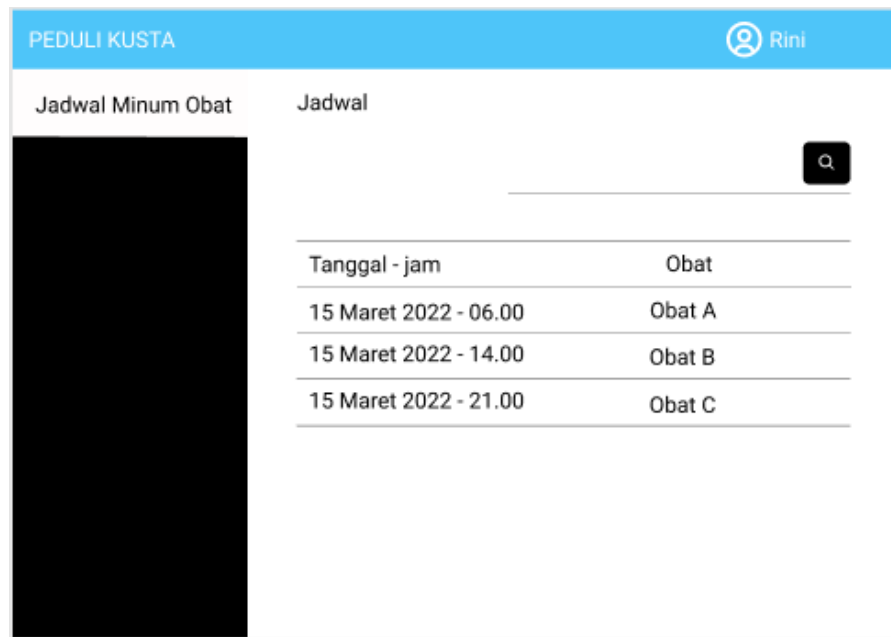 PEDULI KUSTA Rini
Jadwal Minum Obat
Jadwal
Tanggal - jam Obat
15 Maret 2022 - 06.00 Obat A
15 Maret 2022 - 14.00 Obat B
15 Maret 2022 - 21.00 Obat C